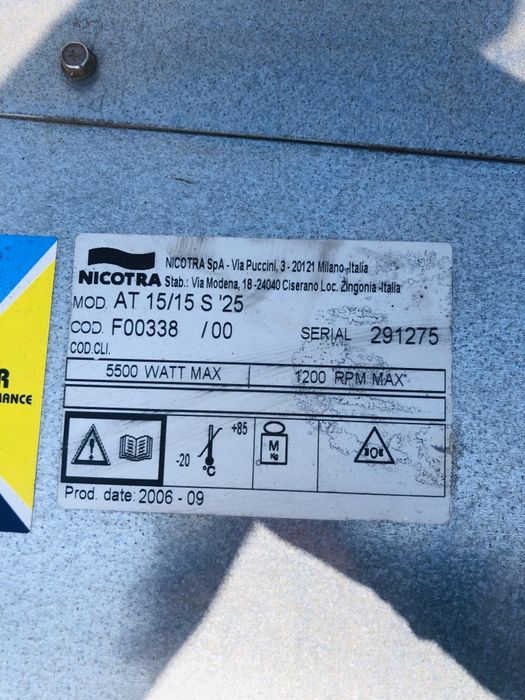 NICOTRA
NICOTRA SpA - Via Puccini, 3 - 20121 Milano-Italia
Stab.: Via Modena, 18 - 24040 Ciserano Loc. Zingonia -Italia
MOD. AT 15/15 S '25
COD. F00338 /00 SERIAL 291275
COD.CLI.
5500 WATT MAX 1200 RPM MAX
-20 +85
°C
M
Kg
Prod. date: 2006 - 09
R